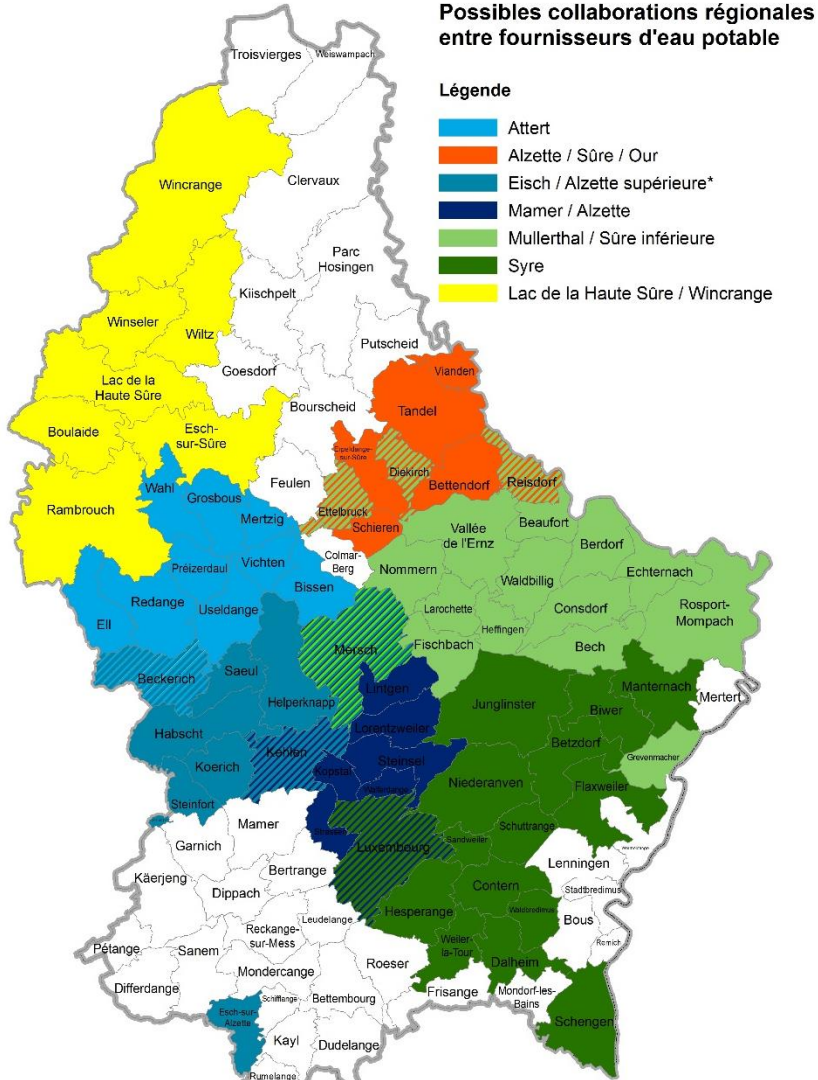 Possibles collaborations régionales
entre fournisseurs d'eau potable
Légende
Attert
Alzette / Sûre / Our
Eisch / Alzette supérieure*
Mamer / Alzette
Mullerthal / Sûre inférieure
Syre
Lac de la Haute Sûre / Wincrange
Troisvierges
Weiswampach
Wincrange
Clervaux
Parc
Hosingen
Kiischpelt
Winseler
Wiltz
Putscheid
Goesdorf
Vianden
Lac de la
Haute Sûre
Bourscheid
Tandel
Boulaide
Esch-
sur-Sûre
Erpeldange-
sur-Sûre
Diekirch
Bettendorf
Reisdorf
Feulen
Wahl
Grosbous
Rambrouch
Mertzig
Ettelbruck
Schieren
Vallée
de l'Ernz
Beaufort
Berdorf
Colmar-
Berg
Préizerdaul
Vichten
Nommern
Waldbillig
Echternach
Bissen
Redange
Useldange
Ell
Larochette
Consdorf
Rosport-
Mompach
Heffingen
Fischbach
Bech
Mersch
Saeul
Beckerich
Lintgen
Manternach
Mertert
Helperknapp
Junglinster
Biwer
Habscht
Lorentzweiler
Betzdorf
Kehlen
Steinsel
Grevenmacher
Koerich
Kopstal
Niederanven
Flaxweiler
Walferdange
Steinfort
Mamer
Strassen
Luxembourg
Sandweiler
Schuttrange
Garnich
Lenningen
Bertrange
Käerjeng
Dippach
Contern
Stadtbredimus
Hesperange
Waldbredimus
Bous
Leudelange
Reckange-
sur-Mess
Pétange
Sanem
Weiler-
la-Tour
Remich
Roeser
Dalheim
Mondercange
Differdange
Frisange
Mondorf-les-
Bains
Schifflange
Bettembourg
Esch-sur-
Alzette
Schengen
Kayl
Dudelange
Rumelange